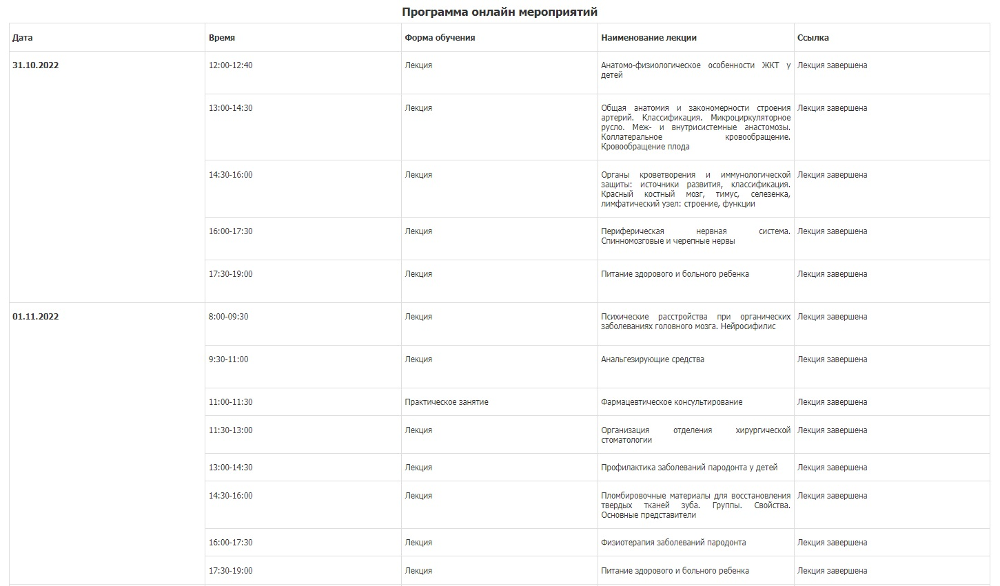 Программа онлайн мероприятий
Дата Время Форма обучения Наименование лекции Ссылка
31.10.2022 12:00-12:40 Лекция Анатомо-физиологическое особенности ЖКТ у Лекция завершена
детей
13:00-14:30 Лекция Общая анатомия и закономерности строения Лекция завершена
артерий. Классификация. Микроциркуляторное
русло. Меж- и внутрисистемные анастомозы.
Коллатеральное кровообращение.
Кровообращение плода
14:30-16:00 Лекция Органы кроветворения и иммунологической Лекция завершена
защиты: источники развития, классификация.
Красный костный мозг, тимус, селезенка,
лимфатический узел: строение, функции
16:00-17:30 Лекция Периферическая нервная система. Лекция завершена
Спинномозговые и черепные нервы
17:30-19:00 Лекция Питание здорового и больного ребенка Лекция завершена
01.11.2022 8:00-09:30 Лекция Психические расстройства при органических Лекция завершена
заболеваниях головного мозга. Нейросифилис
9:30-11:00 Лекция Анальгезирующие средства Лекция завершена
11:00-11:30 Практическое занятие Фармацевтическое консультирование Лекция завершена
11:30-13:00 Лекция Организация отделения хирургической Лекция завершена
стоматологии
13:00-14:30 Лекция Профилактика заболеваний пародонта у детей Лекция завершена
14:30-16:00 Лекция Пломбировочные материалы для восстановления Лекция завершена
твердых тканей зуба. Группы. Свойства.
Основные представители
16:00-17:30 Лекция Физиотерапия заболеваний пародонта Лекция завершена
17:30-19:00 Лекция Питание здорового и больного ребенка Лекция завершена